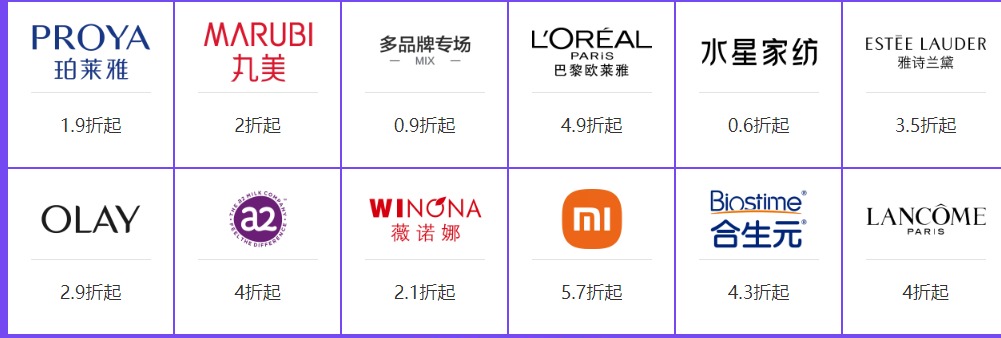 PROYA
珀莱雅
1.9折起
MARUBI
丸美
2折起
多品牌专场
MIX
0.9折起
L'ORÉAL
PARIS
巴黎欧莱雅
4.9折起
水星家纺
0.6折起
ESTĒE LAUDER
雅诗兰黛
3.5折起
OLAY
2.9折起
THE A2 MILK COMPANY
a2
FEEL THE DIFFERENCE
4折起
WINONA
薇诺娜
2.1折起
mi
5.7折起
Biostime®
合生元®
4.3折起
LANCÔME
PARIS
4折起